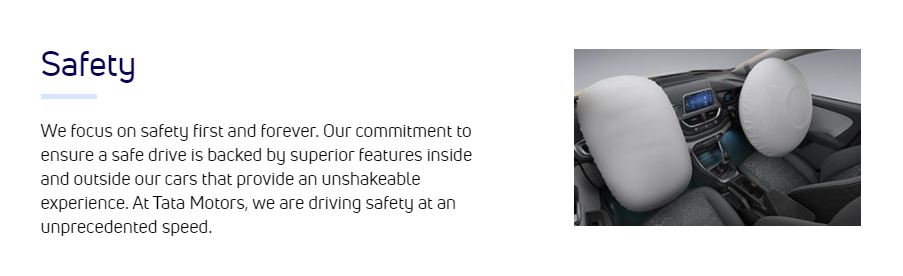 Safety
We focus on safety first and forever. Our commitment to
ensure a safe drive is backed by superior features inside
and outside our cars that provide an unshakeable
experience. At Tata Motors, we are driving safety at an
unprecedented speed.